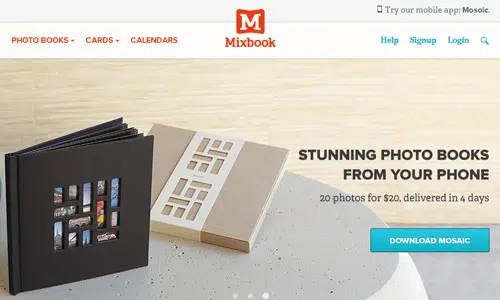 Try our mobile app: Mosaic.
PHOTO BOOKS CARDS CALENDARS
M
Mixbook
Help Signup Login
STUNNING PHOTO BOOKS
FROM YOUR PHONE
20 photos for $20, delivered in 4 days
DOWNLOAD MOSAIC